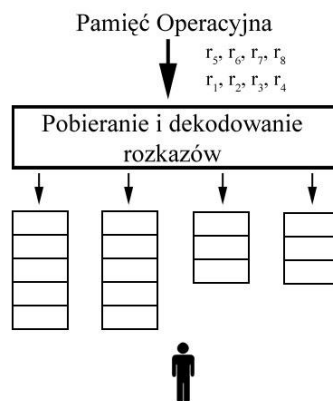 Pamięć Operacyjna
r₅, r₆, r₇, r₈
r₁, r₂, r₃, r₄
Pobieranie i dekodowanie
rozkazów